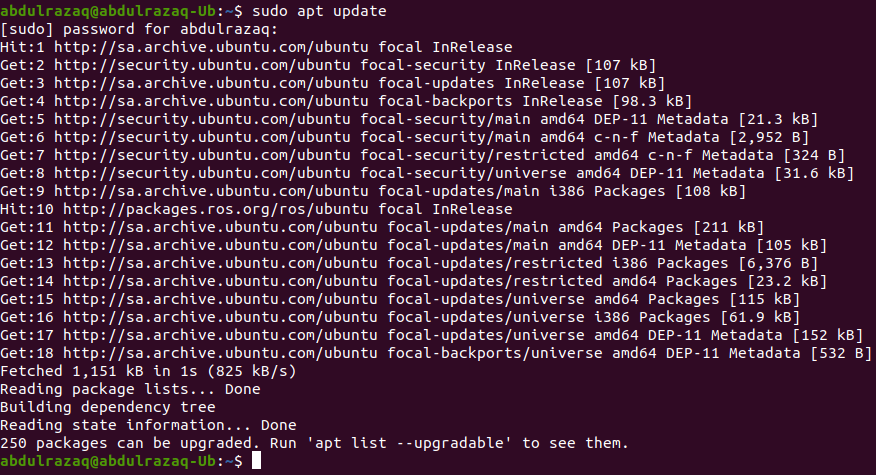 abdulrazaq@abdulrazaq-Ub:~$ sudo apt update
[sudo] password for abdulrazaq:
Hit:1 http://sa.archive.ubuntu.com/ubuntu focal InRelease
Get:2 http://security.ubuntu.com/ubuntu focal-security InRelease [107 kB]
Get:3 http://sa.archive.ubuntu.com/ubuntu focal-updates InRelease [107 kB]
Get:4 http://sa.archive.ubuntu.com/ubuntu focal-backports InRelease [98.3 kB]
Get:5 http://security.ubuntu.com/ubuntu focal-security/main amd64 DEP-11 Metadata [21.3 kB]
Get:6 http://security.ubuntu.com/ubuntu focal-security/main amd64 c-n-f Metadata [2,952 B]
Get:7 http://security.ubuntu.com/ubuntu focal-security/restricted amd64 c-n-f Metadata [324 B]
Get:8 http://security.ubuntu.com/ubuntu focal-security/universe amd64 DEP-11 Metadata [31.6 kB]
Get:9 http://sa.archive.ubuntu.com/ubuntu focal-updates/main i386 Packages [108 kB]
Hit:10 http://packages.ros.org/ros/ubuntu focal InRelease
Get:11 http://sa.archive.ubuntu.com/ubuntu focal-updates/main amd64 Packages [211 kB]
Get:12 http://sa.archive.ubuntu.com/ubuntu focal-updates/main amd64 DEP-11 Metadata [105 kB]
Get:13 http://sa.archive.ubuntu.com/ubuntu focal-updates/restricted i386 Packages [6,376 B]
Get:14 http://sa.archive.ubuntu.com/ubuntu focal-updates/restricted amd64 Packages [23.2 kB]
Get:15 http://sa.archive.ubuntu.com/ubuntu focal-updates/universe amd64 Packages [115 kB]
Get:16 http://sa.archive.ubuntu.com/ubuntu focal-updates/universe i386 Packages [61.9 kB]
Get:17 http://sa.archive.ubuntu.com/ubuntu focal-updates/universe amd64 DEP-11 Metadata [152 kB]
Get:18 http://sa.archive.ubuntu.com/ubuntu focal-backports/universe amd64 DEP-11 Metadata [532 B]
Fetched 1,151 kB in 1s (825 kB/s)
Reading package lists... Done
Building dependency tree
Reading state information... Done
250 packages can be upgraded. Run 'apt list --upgradable' to see them.
abdulrazaq@abdulrazaq-Ub:~$